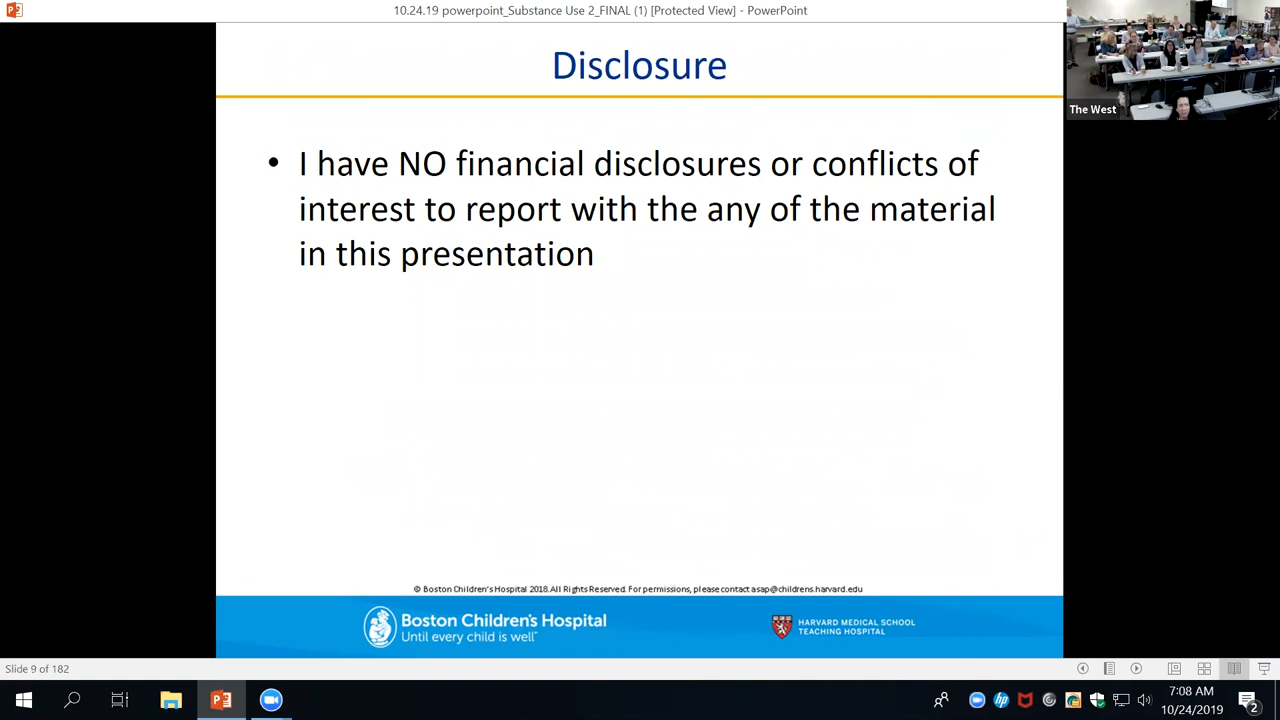 10.24.19 powerpoint_Substance Use 2_FINAL (1) [Protected View] - PowerPoint
Disclosure
The West
• I have NO financial disclosures or conflicts of
interest to report with the any of the material
in this presentation
© Boston Children's Hospital 2018.All Rights Reserved. For permissions, please contact asap@childrens.harvard.edu
Boston Children's Hospital
Until every child is well™
HARVARD MEDICAL SCHOOL
TEACHING HOSPITAL
Slide 9 of 182
7:08 AM
10/24/2019
2